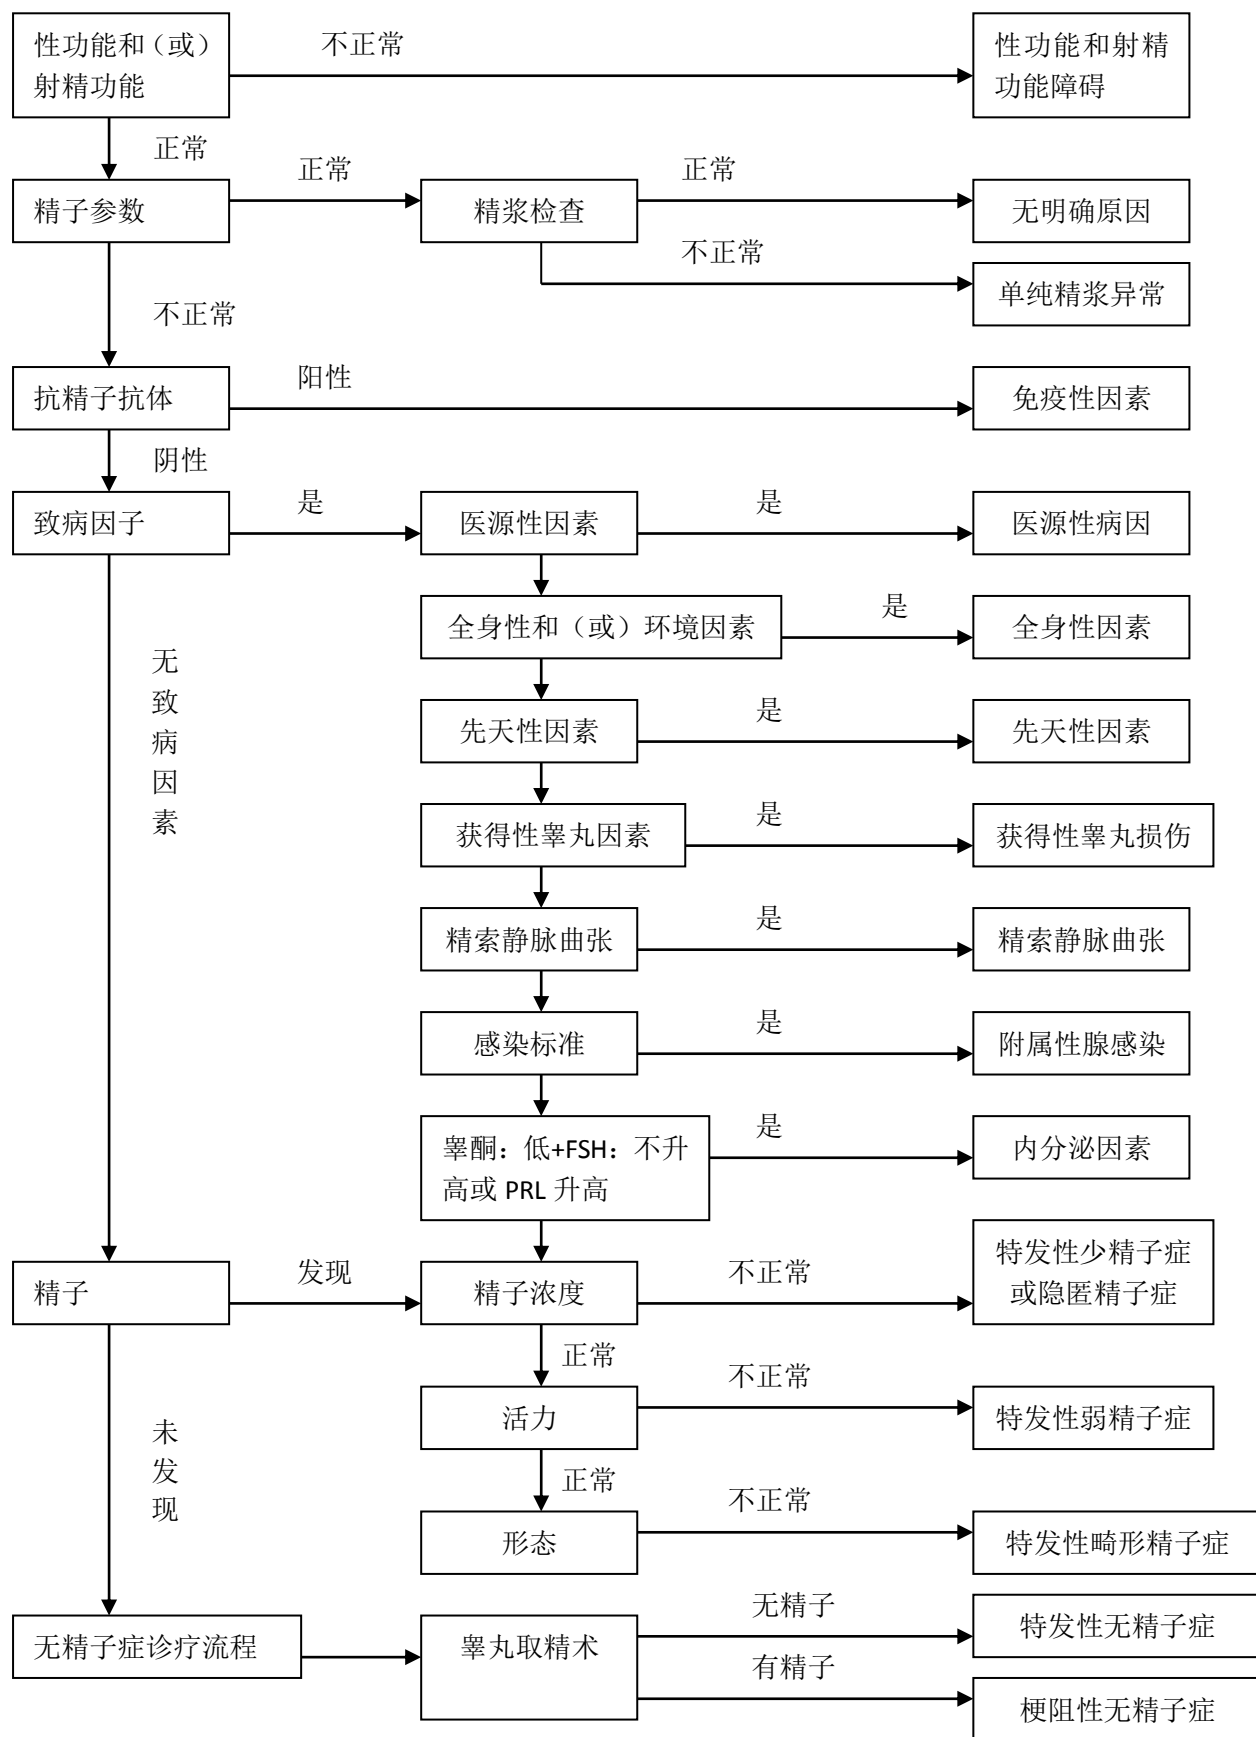 性功能和（或）
射精功能
不正常
性功能和射精
功能障碍
正常
精子参数
正常
精浆检查
正常
无明确原因
不正常
单纯精浆异常
不正常
抗精子抗体
阳性
免疫性因素
阴性
致病因子
是
医源性因素
是
医源性病因
全身性和（或）环境因素
是
全身性因素
无
致
病
因
素
先天性因素
是
先天性因素
获得性睾丸因素
是
获得性睾丸损伤
精索静脉曲张
是
精索静脉曲张
感染标准
是
附属性腺感染
睾酮：低+FSH：不升
高或 PRL 升高
是
内分泌因素
精子
发现
精子浓度
不正常
特发性少精子症
或隐匿精子症
正常
活力
不正常
特发性弱精子症
正常
形态
不正常
特发性畸形精子症
未
发
现
无精子症诊疗流程
睾丸取精术
无精子
特发性无精子症
有精子
梗阻性无精子症